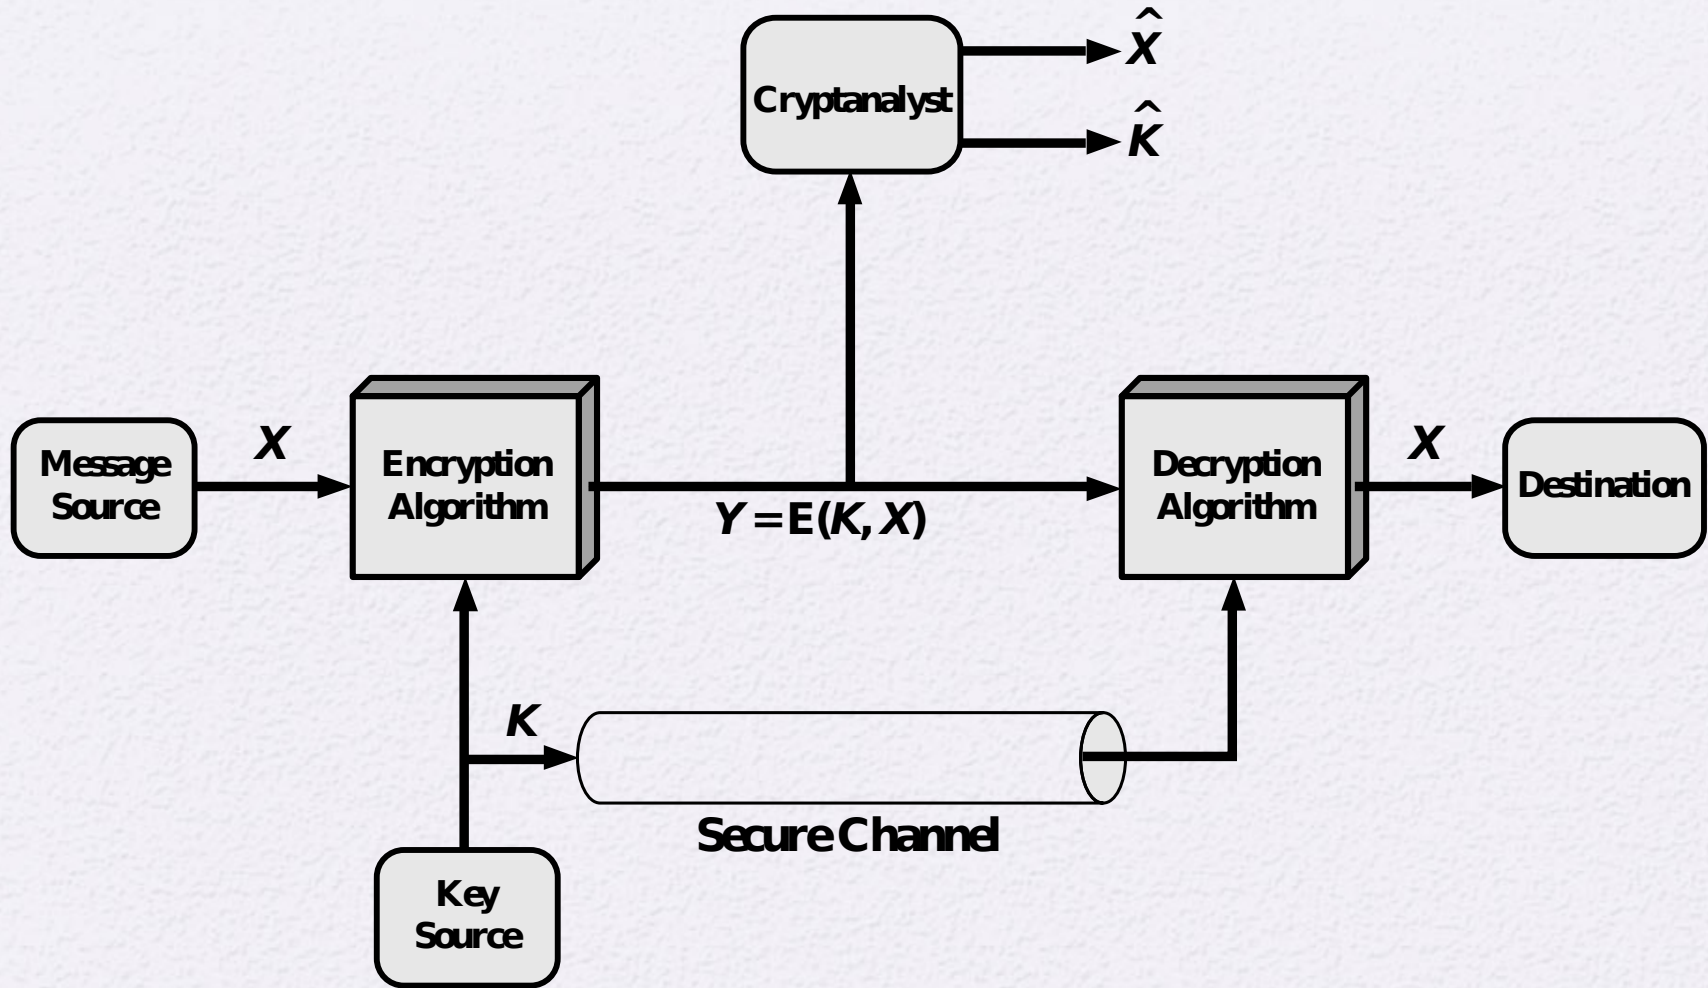 X̂
Cryptanalyst
K̂
Message
Source
X
Encryption
Algorithm
Y = E(K, X)
Decryption
Algorithm
X
Destination
K
Secure Channel
Key
Source